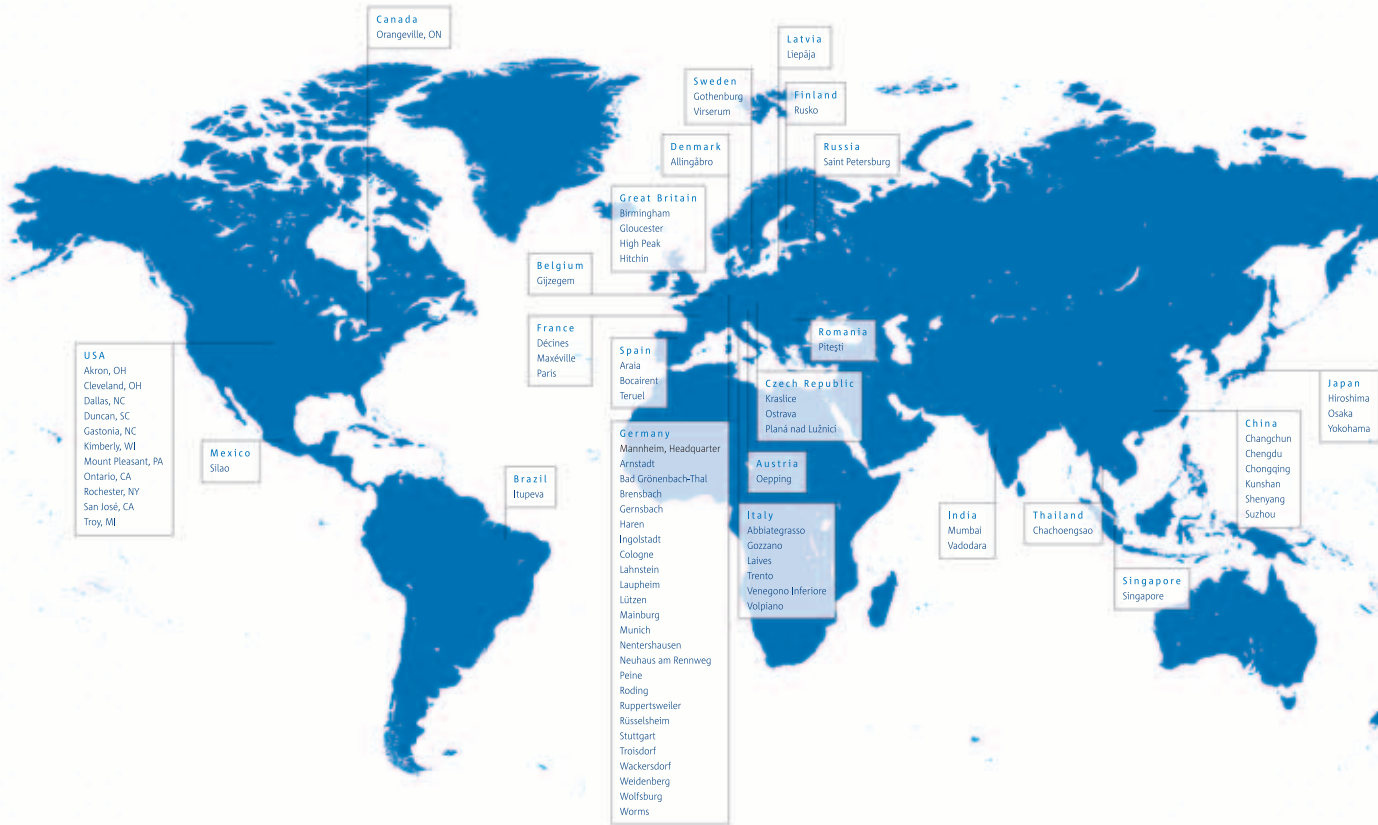 Canada
Orangeville, ON
Latvia
Liepāja
Sweden
Gothenburg
Virserum
Finland
Rusko
Denmark
Allingåbro
Russia
Saint Petersburg
Great Britain
Birmingham
Gloucester
High Peak
Hitchin
Belgium
Gijzegem
France
Décines
Maxéville
Paris
Spain
Araia
Bocairent
Teruel
Romania
Piteşti
Czech Republic
Kraslice
Ostrava
Planá nad Lužnicí
USA
Akron, OH
Cleveland, OH
Dallas, NC
Duncan, SC
Gastonia, NC
Kimberly, WI
Mount Pleasant, PA
Ontario, CA
Rochester, NY
San José, CA
Troy, MI
Mexico
Silao
Brazil
Itupeva
Germany
Mannheim, Headquarter
Arnstadt
Bad Grönenbach-Thal
Brensbach
Gernsbach
Haren
Ingolstadt
Cologne
Lahnstein
Laupheim
Lützen
Mainburg
Munich
Nentershausen
Neuhaus am Rennweg
Peine
Roding
Ruppertsweiler
Rüsselsheim
Stuttgart
Troisdorf
Wackersdorf
Weidenberg
Wolfsburg
Worms
Austria
Oepping
Italy
Abbiategrasso
Gozzano
Laives
Trento
Venegono Inferiore
Volpiano
India
Mumbai
Vadodara
Thailand
Chachoengsao
Singapore
Singapore
China
Changchun
Chengdu
Chongqing
Kunshan
Shenyang
Suzhou
Japan
Hiroshima
Osaka
Yokohama